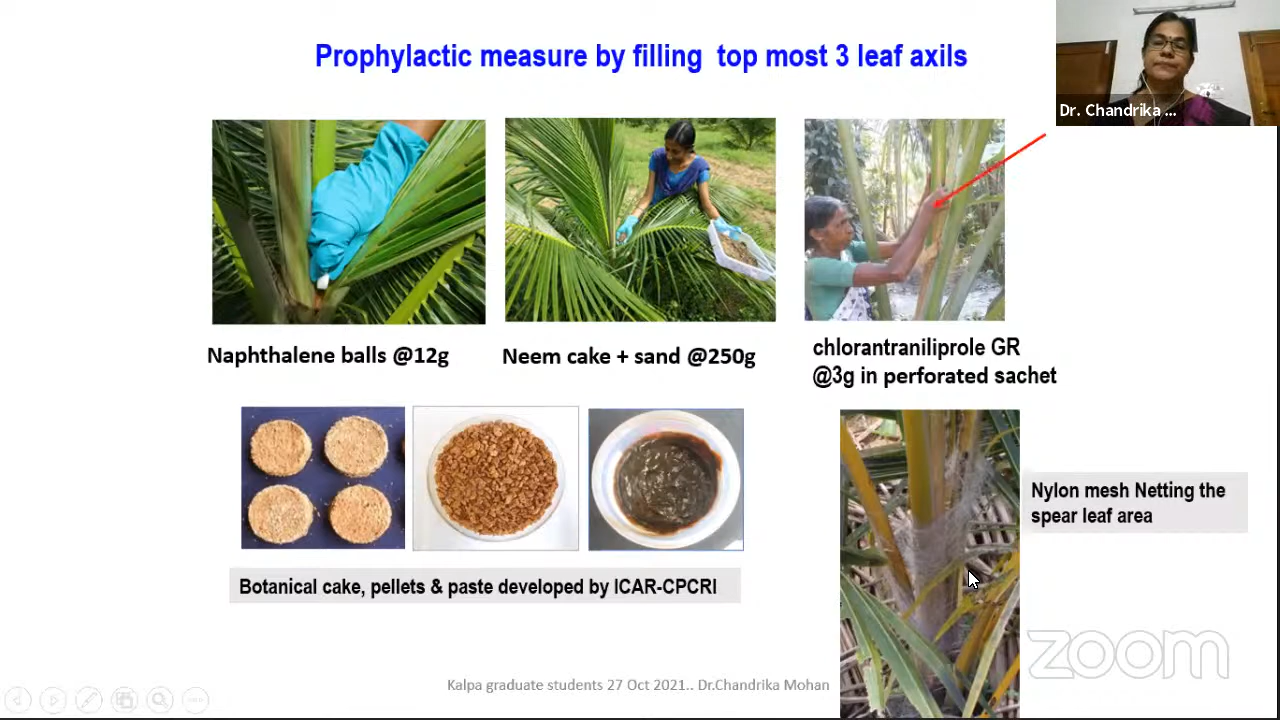 Prophylactic measure by filling top most 3 leaf axils
Dr. Chandrika ...
Naphthalene balls @12g
Neem cake + sand @250g
chlorantraniliprole GR
@3g in perforated sachet
Nylon mesh Netting the
spear leaf area
Botanical cake, pellets & paste developed by ICAR-CPCRI
zoom
Kalpa graduate students 27 Oct 2021.. Dr.Chandrika Mohan